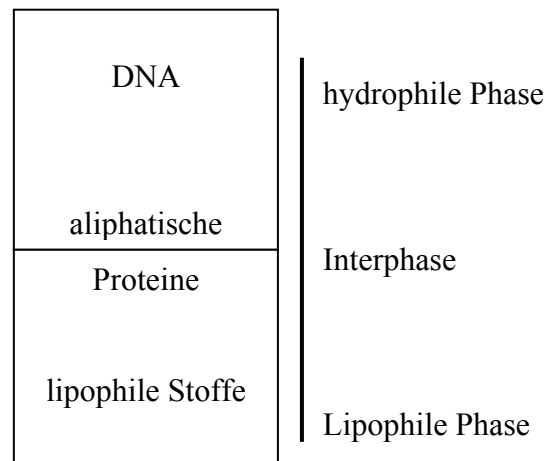 DNA
hydrophile Phase
aliphatische
Interphase
Proteine
lipophile Stoffe
Lipophile Phase